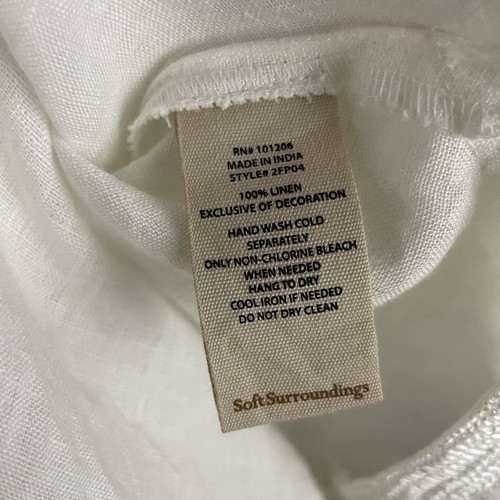 RN# 101206
MADE IN INDIA
STYLE# 2FP04
100% LINEN
EXCLUSIVE OF DECORATION
HAND WASH COLD
SEPARATELY
ONLY NON-CHLORINE BLEACH
WHEN NEEDED
HANG TO DRY
COOL IRON IF NEEDED
DO NOT DRY CLEAN
SoftSurroundings